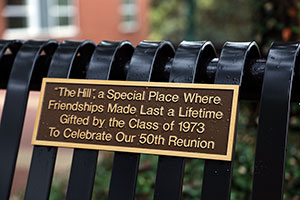 "The Hill", a Special Place Where
Friendships Made Last a Lifetime
Gifted by the Class of 1973
To Celebrate Our 50th Reunion